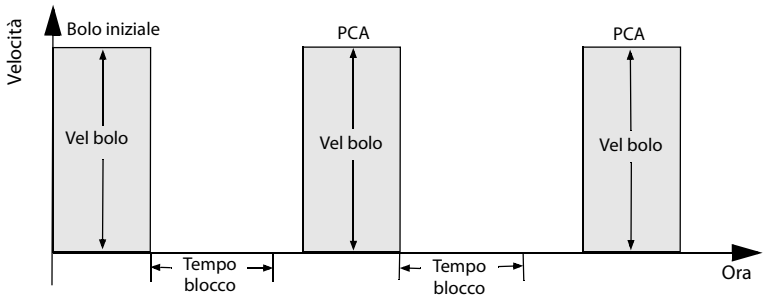 Velocità
Bolo iniziale
PCA
PCA
Vel bolo
Vel bolo
Vel bolo
Tempo
blocco
Tempo
blocco
Ora